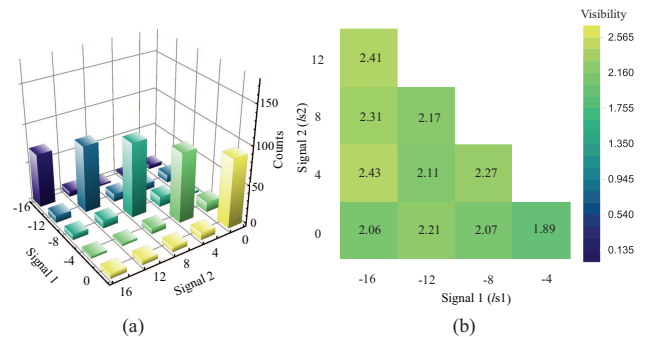 150
100
50
0
Counts
-16
-12
-8
-4
0
Signal 1
16
12
8
4
0
Signal 2
(a)
Visibility
2.565
2.160
1.755
1.350
0.945
0.540
0.135
12
8
4
0
Signal 2 (ls2)
2.41
2.31 2.17
2.43 2.11 2.27
2.06 2.21 2.07 1.89
-16 -12 -8 -4
Signal 1 (ls1)
(b)